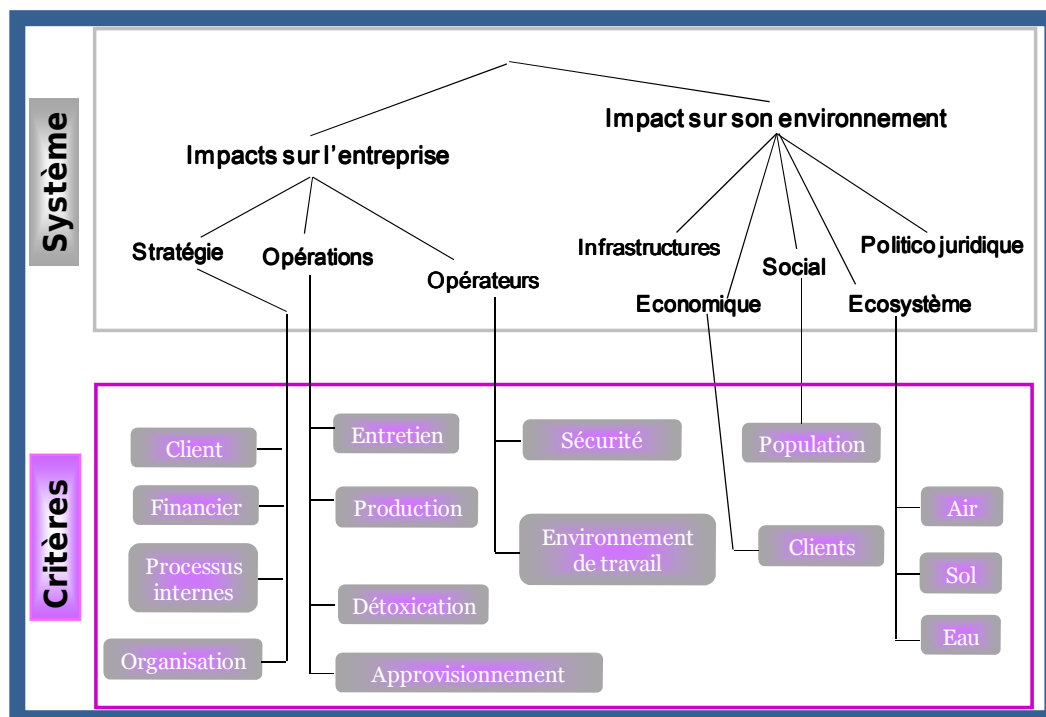 Système
Impact sur son environnement
Impacts sur l'entreprise
Stratégie
Opérations
Opérateurs
Infrastructures
Politico juridique
Social
Economique
Ecosystème
Critères
Client
Financier
Processus
internes
Organisation
Entretien
Production
Détoxication
Approvisionnement
Sécurité
Environnement
de travail
Population
Clients
Air
Sol
Eau